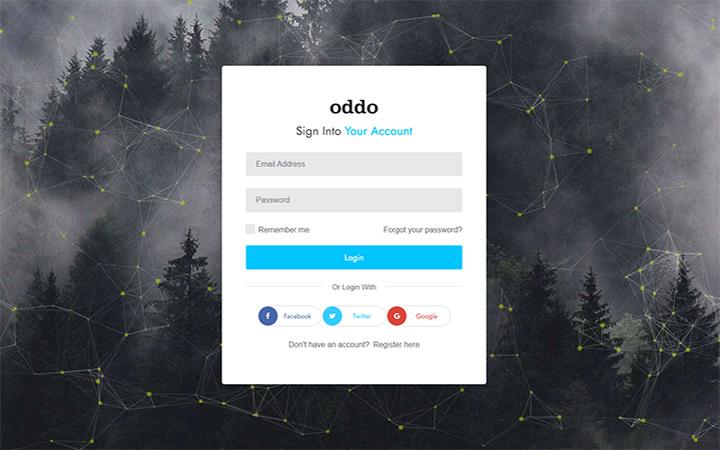 oddo
Sign Into Your Account
Email Address
Password
Remember me Forgot your password?
Login
Or Login With
Facebook Twitter Google
Don't have an account? Register here